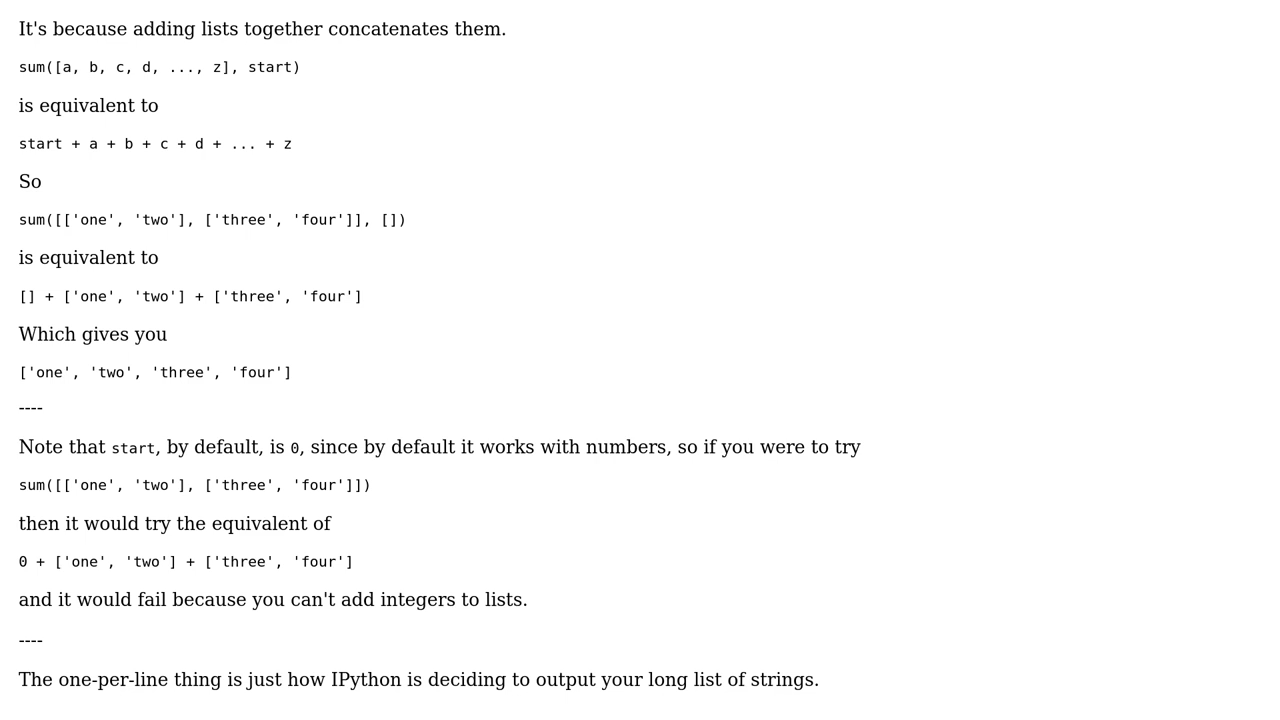 It's because adding lists together concatenates them.
sum([a, b, c, d, ..., z], start)
is equivalent to
start + a + b + c + d + ... + z
So
sum([['one', 'two'], ['three', 'four']], [])
is equivalent to
[] + ['one', 'two'] + ['three', 'four']
Which gives you
['one', 'two', 'three', 'four']
----
Note that start, by default, is 0, since by default it works with numbers, so if you were to try
sum([['one', 'two'], ['three', 'four']])
then it would try the equivalent of
0 + ['one', 'two'] + ['three', 'four']
and it would fail because you can't add integers to lists.
----
The one-per-line thing is just how IPython is deciding to output your long list of strings.